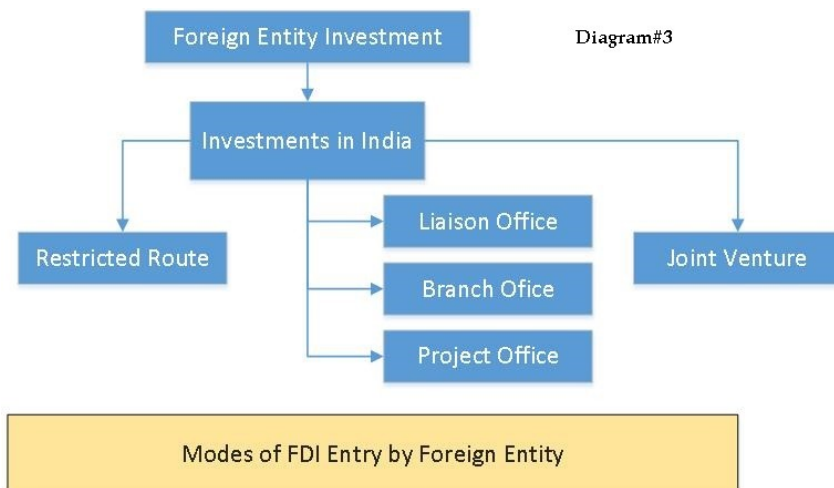 Foreign Entity Investment
Diagram#3
Investments in India
Restricted Route
Liaison Office
Joint Venture
Branch Ofice
Project Office
Modes of FDI Entry by Foreign Entity